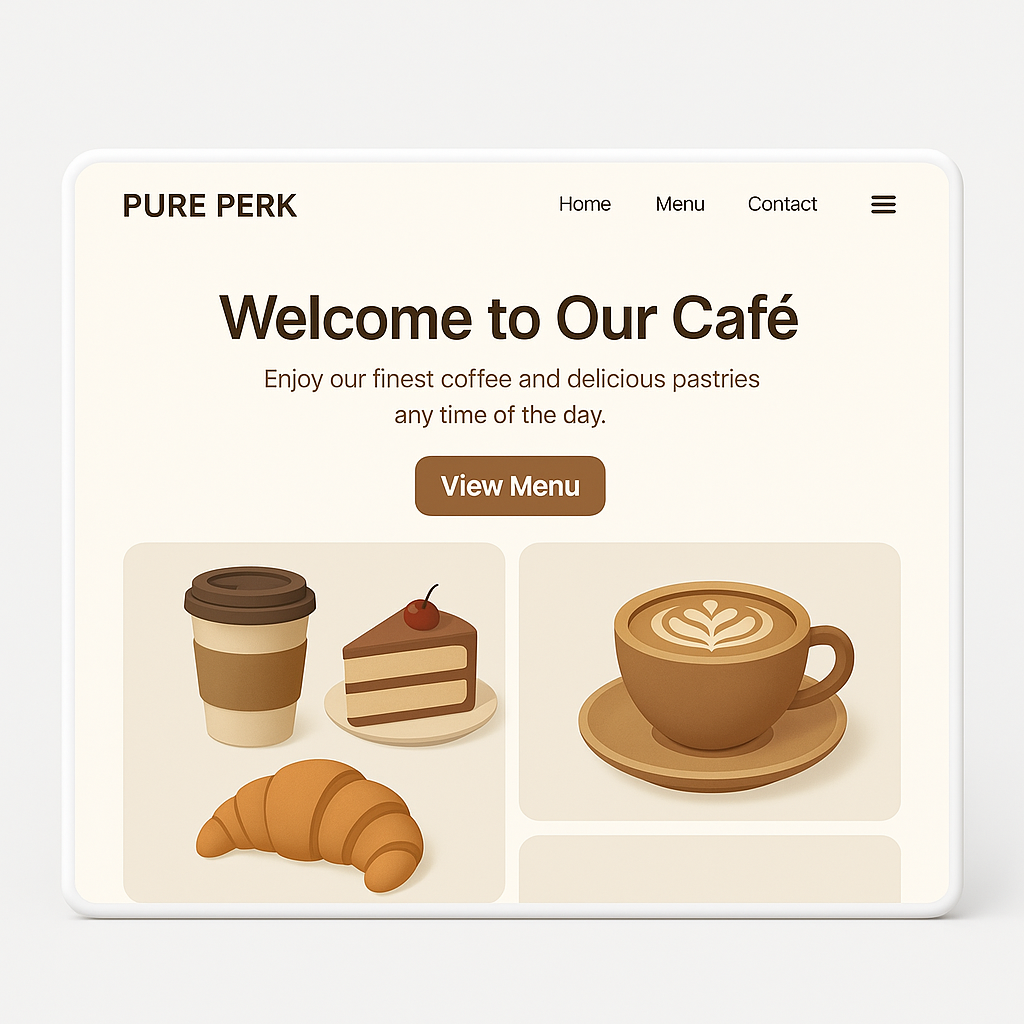 PURE PERK
Home Menu Contact
Welcome to Our Café
Enjoy our finest coffee and delicious pastries
any time of the day.
View Menu